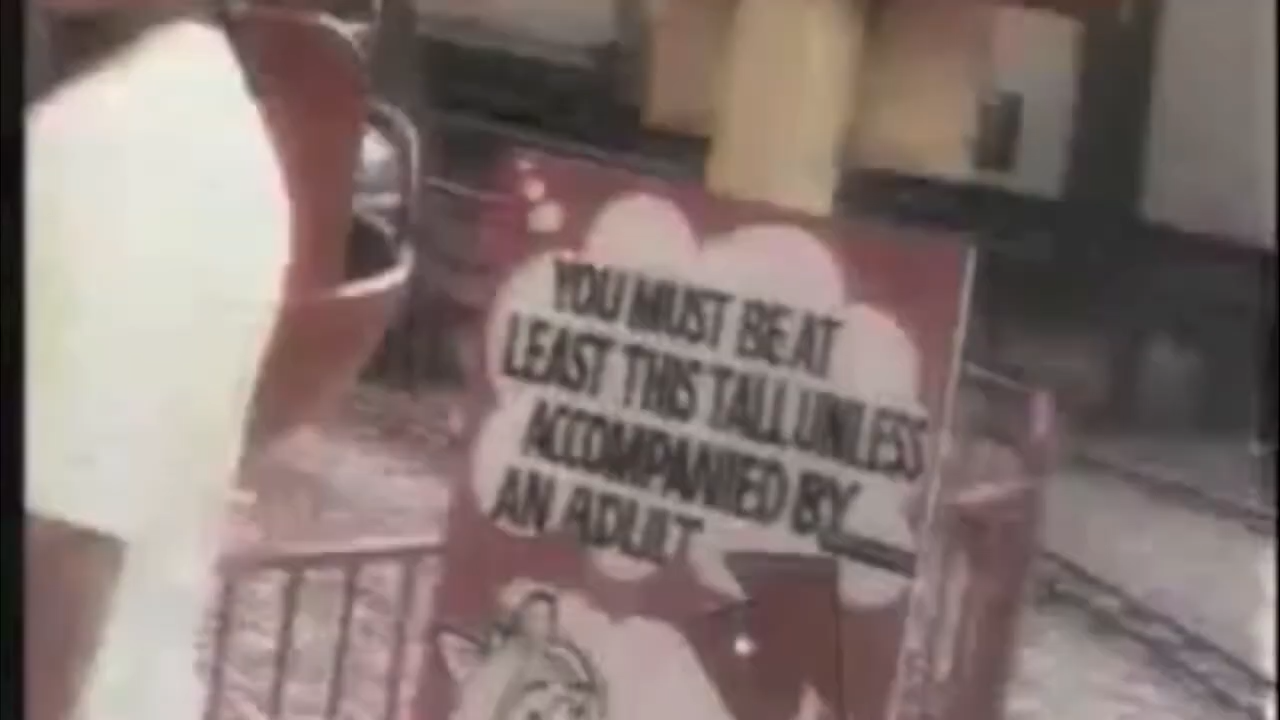 YOU MUST BE AT
LEAST THIS TALL UNLESS
ACCOMPANIED BY
AN ADULT